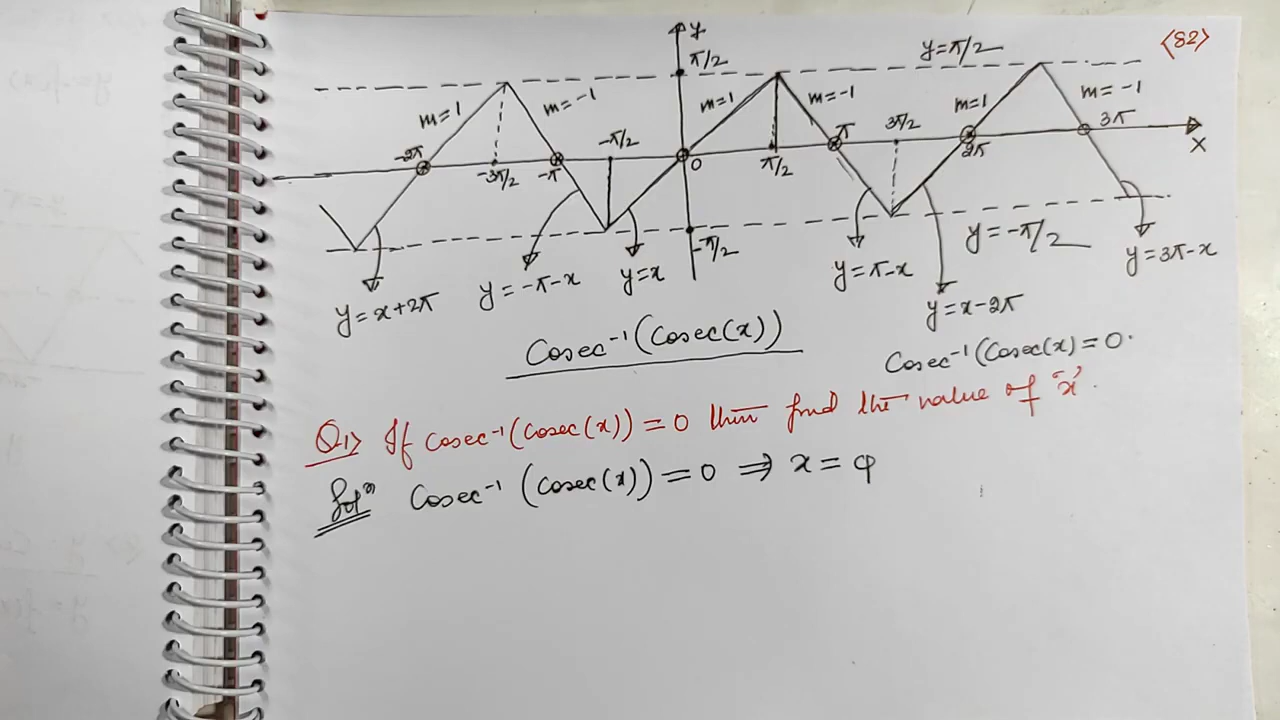 <82>
y
π/2
y=π/2
m=1
m=-1
m=1
m=-1
m=1
m=-1
-2π
-3π/2
-π
-π/2
0
π/2
π
3π/2
2π
3π
x
-π/2
y=-π/2
y=x+2π
y=-π-x
y=x
y=π-x
y=x-2π
y=3π-x
Cosec⁻¹(Cosec(x))
Cosec⁻¹(Cosec(x)=0.
Q1> If Cosec⁻¹(Cosec(x))=0 then find the value of 'x'.
Solⁿ Cosec⁻¹(Cosec(x))=0 ⇒ x=φ